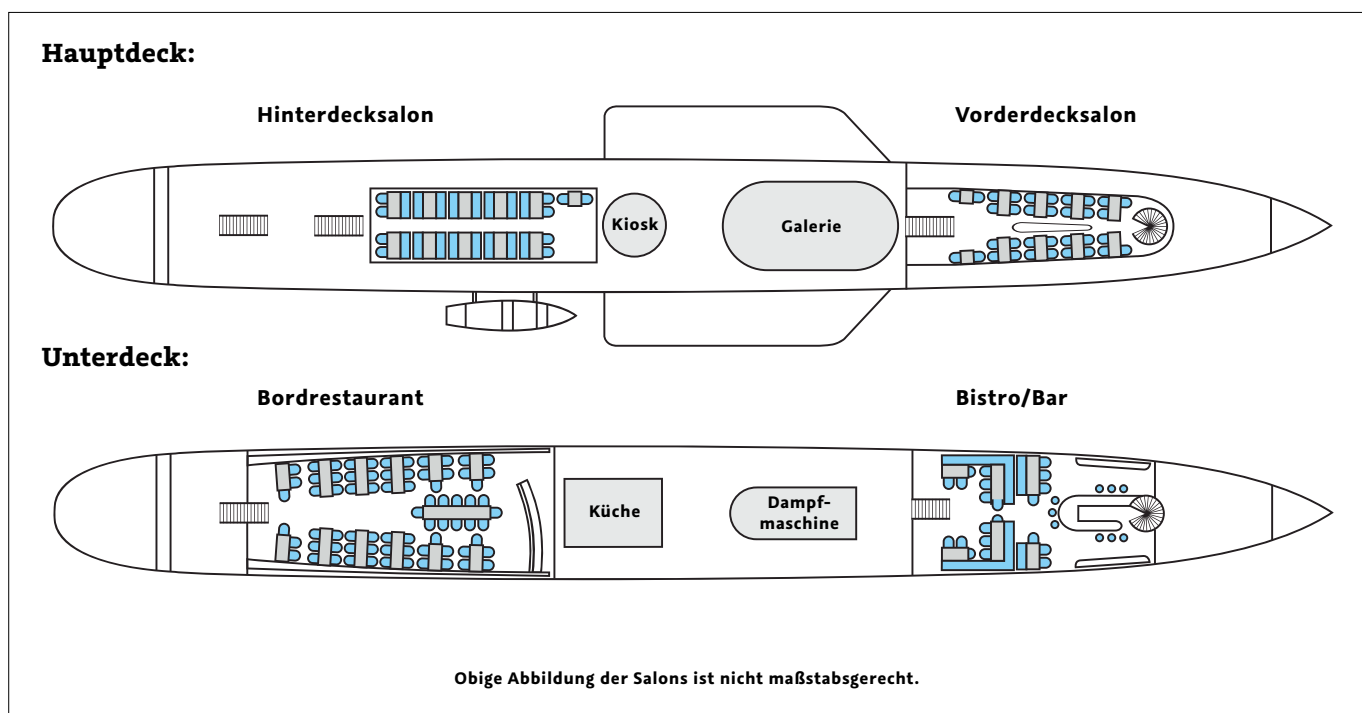 Hauptdeck:
Hinterdecksalon
Vorderdecksalon
Kiosk
Galerie
Unterdeck:
Bordrestaurant
Bistro/Bar
Küche
Dampf-
maschine
Obige Abbildung der Salons ist nicht maßstabsgerecht.